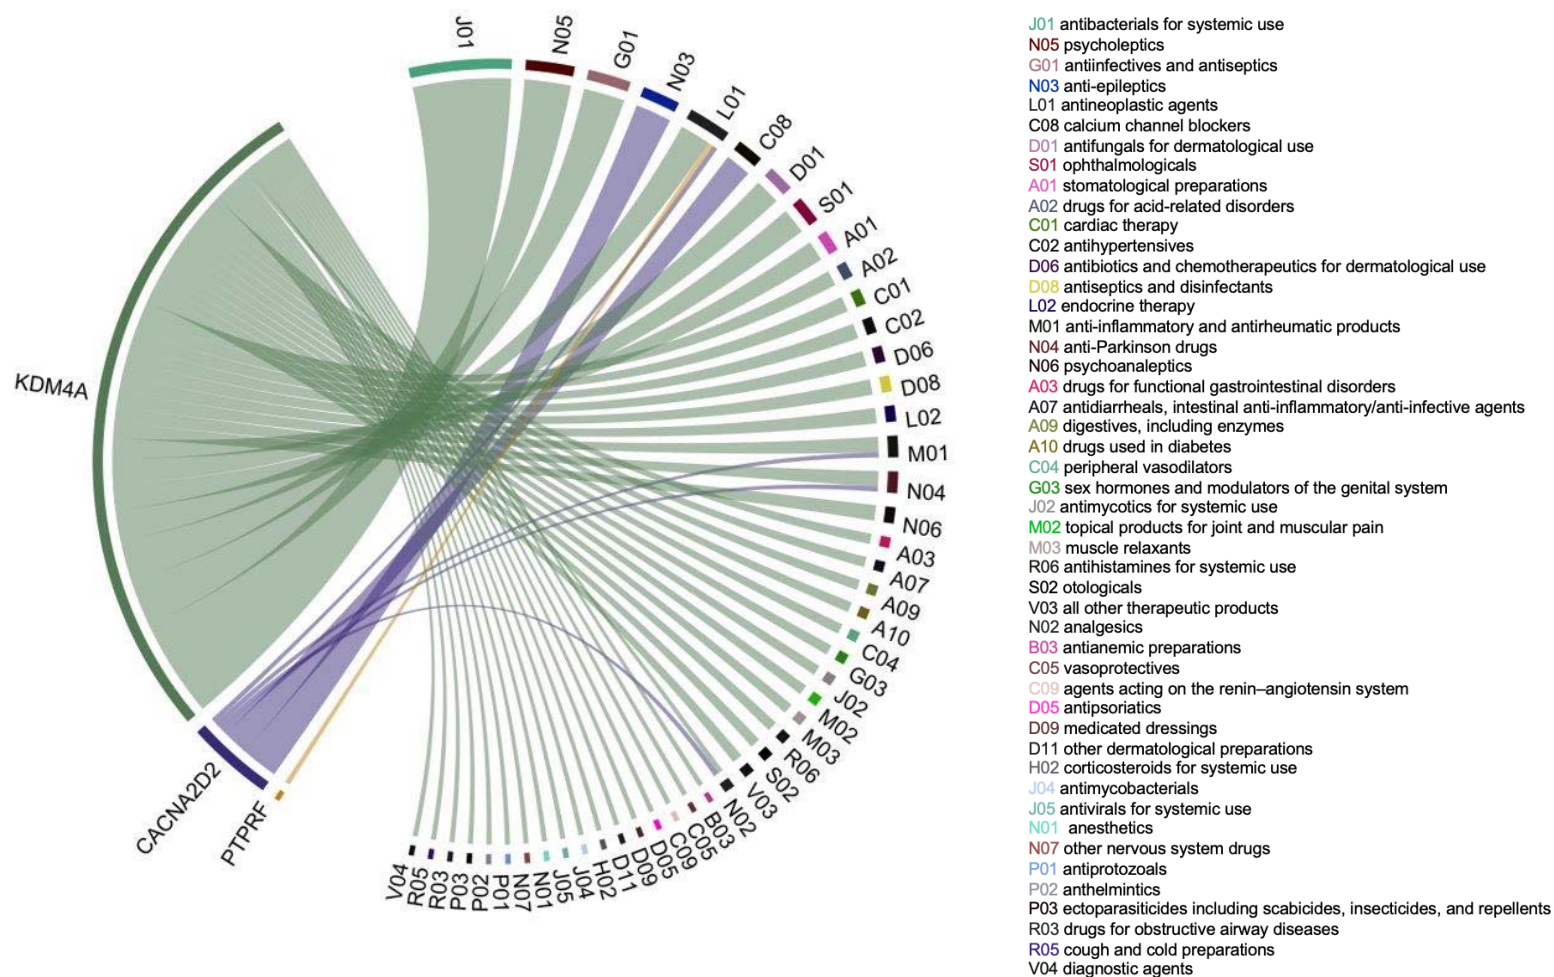 J01
N05
G01
N03
L01
C08
D01
S01
A01
A02
C01
C02
D06
D08
L02
M01
N04
N06
A03
A07
A09
A10
C04
G03
J02
M02
M03
R06
S02
V03
N02
B03
C05
C09
D05
D09
D11
H02
J04
J05
N01
N07
P01
P02
P03
R03
R05
V04
PTPRF
CACNA2D2
KDM4A
J01 antibacterials for systemic use
N05 psycholeptics
G01 antiinfectives and antiseptics
N03 anti-epileptics
L01 antineoplastic agents
C08 calcium channel blockers
D01 antifungals for dermatological use
S01 ophthalmologicals
A01 stomatological preparations
A02 drugs for acid-related disorders
C01 cardiac therapy
C02 antihypertensives
D06 antibiotics and chemotherapeutics for dermatological use
D08 antiseptics and disinfectants
L02 endocrine therapy
M01 anti-inflammatory and antirheumatic products
N04 anti-Parkinson drugs
N06 psychoanaleptics
A03 drugs for functional gastrointestinal disorders
A07 antidiarrheals, intestinal anti-inflammatory/anti-infective agents
A09 digestives, including enzymes
A10 drugs used in diabetes
C04 peripheral vasodilators
G03 sex hormones and modulators of the genital system
J02 antimycotics for systemic use
M02 topical products for joint and muscular pain
M03 muscle relaxants
R06 antihistamines for systemic use
S02 otologicals
V03 all other therapeutic products
N02 analgesics
B03 antianemic preparations
C05 vasoprotectives
C09 agents acting on the renin–angiotensin system
D05 antipsoriatics
D09 medicated dressings
D11 other dermatological preparations
H02 corticosteroids for systemic use
J04 antimycobacterials
J05 antivirals for systemic use
N01 anesthetics
N07 other nervous system drugs
P01 antiprotozoals
P02 anthelmintics
P03 ectoparasiticides including scabicides, insecticides, and repellents
R03 drugs for obstructive airway diseases
R05 cough and cold preparations
V04 diagnostic agents